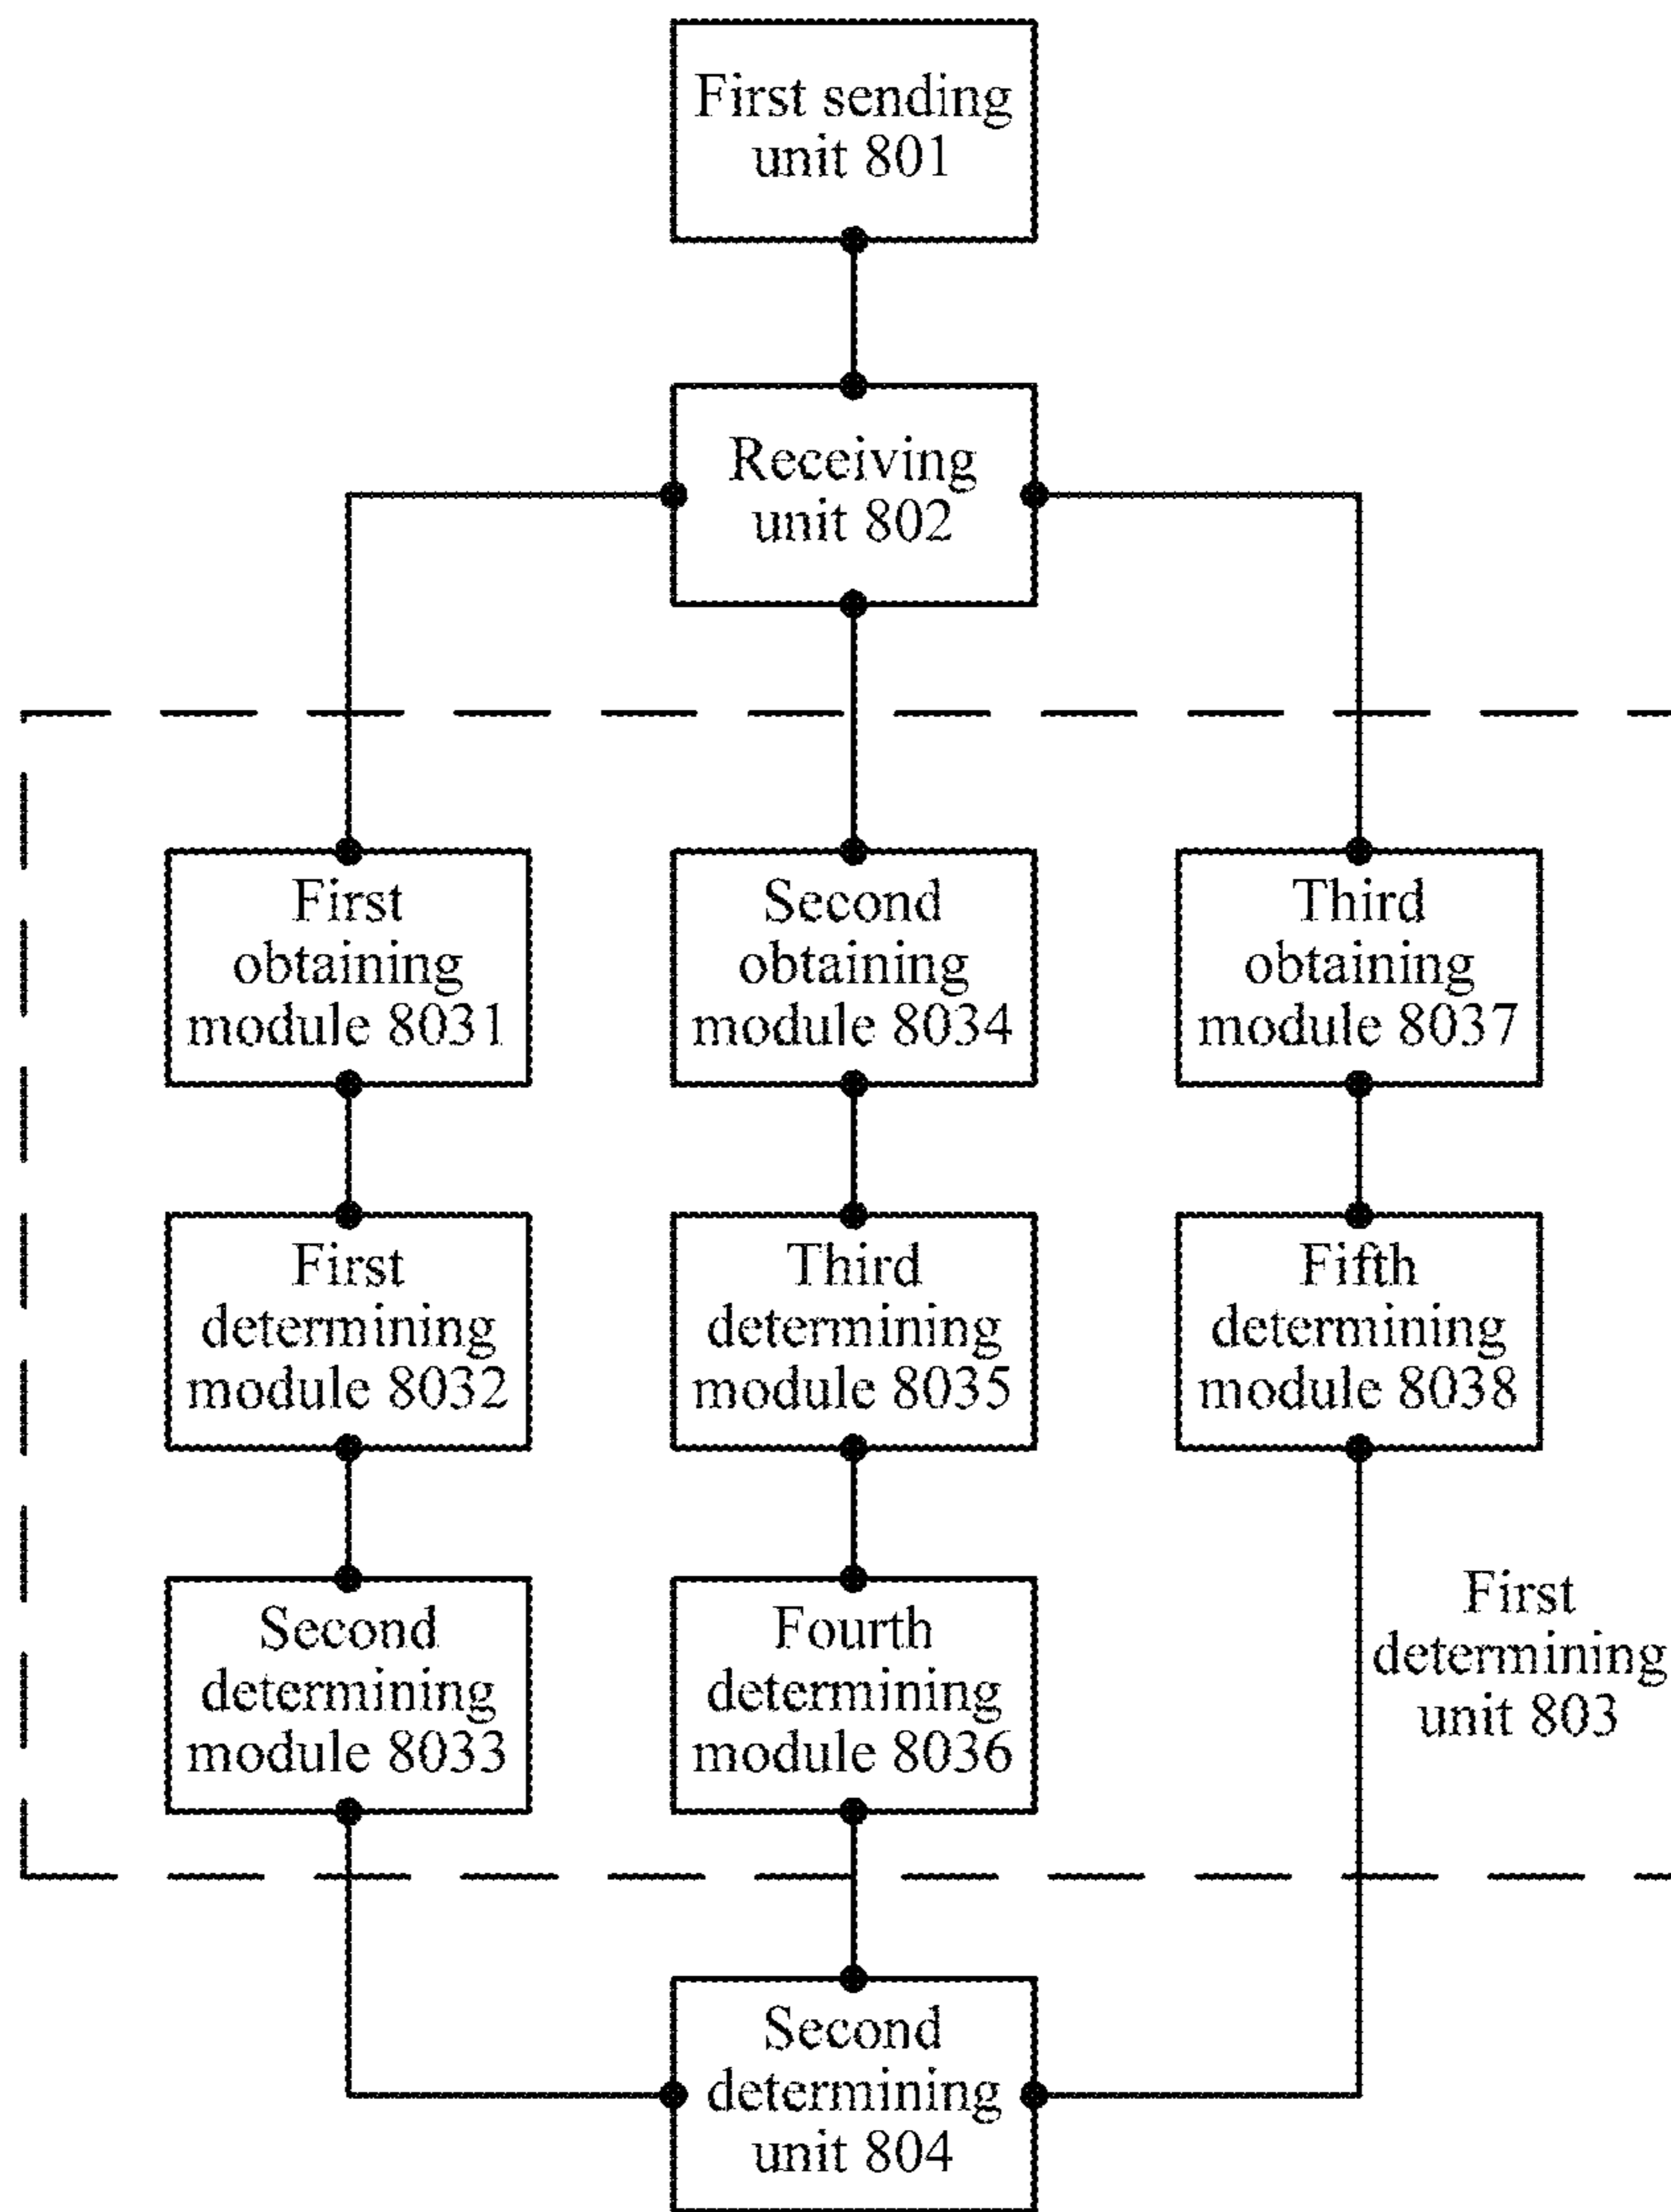 First sending
unit 801
Receiving
unit 802
First
obtaining
module 8031
Second
obtaining
module 8034
Third
obtaining
module 8037
First
determining
module 8032
Third
determining
module 8035
Fifth
determining
module 8038
Second
determining
module 8033
Fourth
determining
module 8036
First
determining
unit 803
Second
determining
unit 804